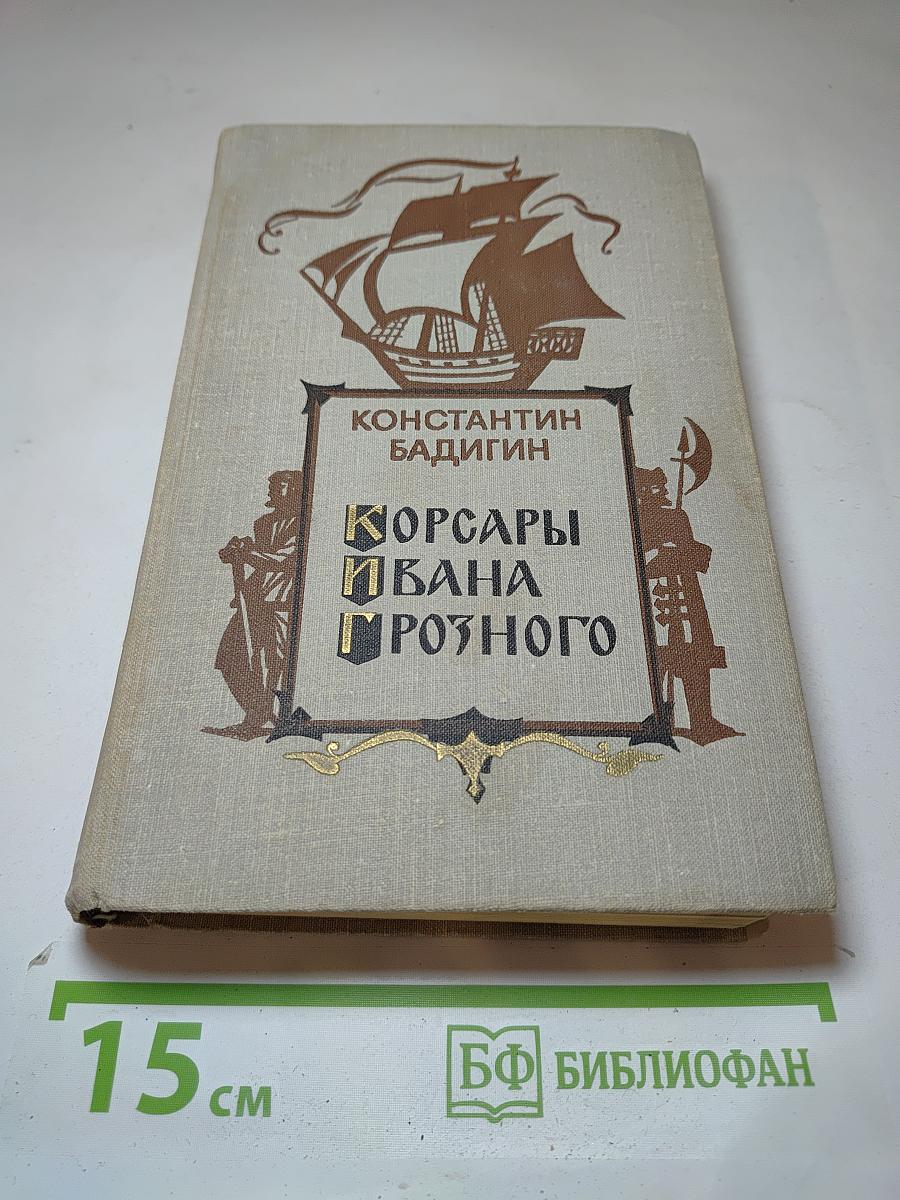 КОНСТАНТИН
БАДИГИН
КОРСАРЫ
ИВАНА
ГРОЗНОГО
15 см
БФ БИБЛИОФАН